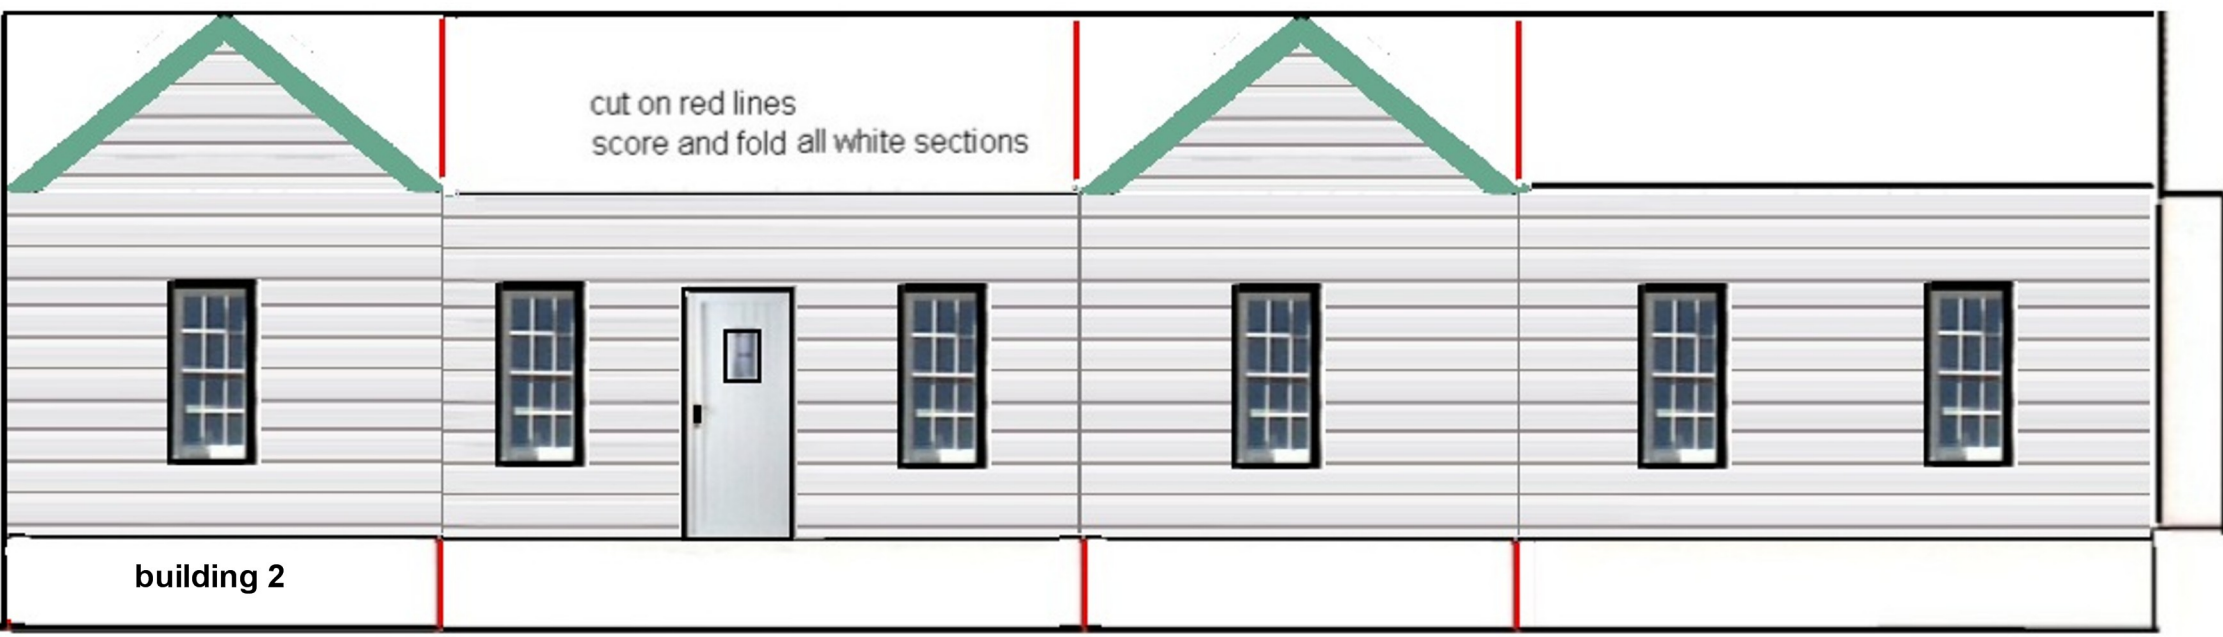 cut on red lines
score and fold all white sections
building 2